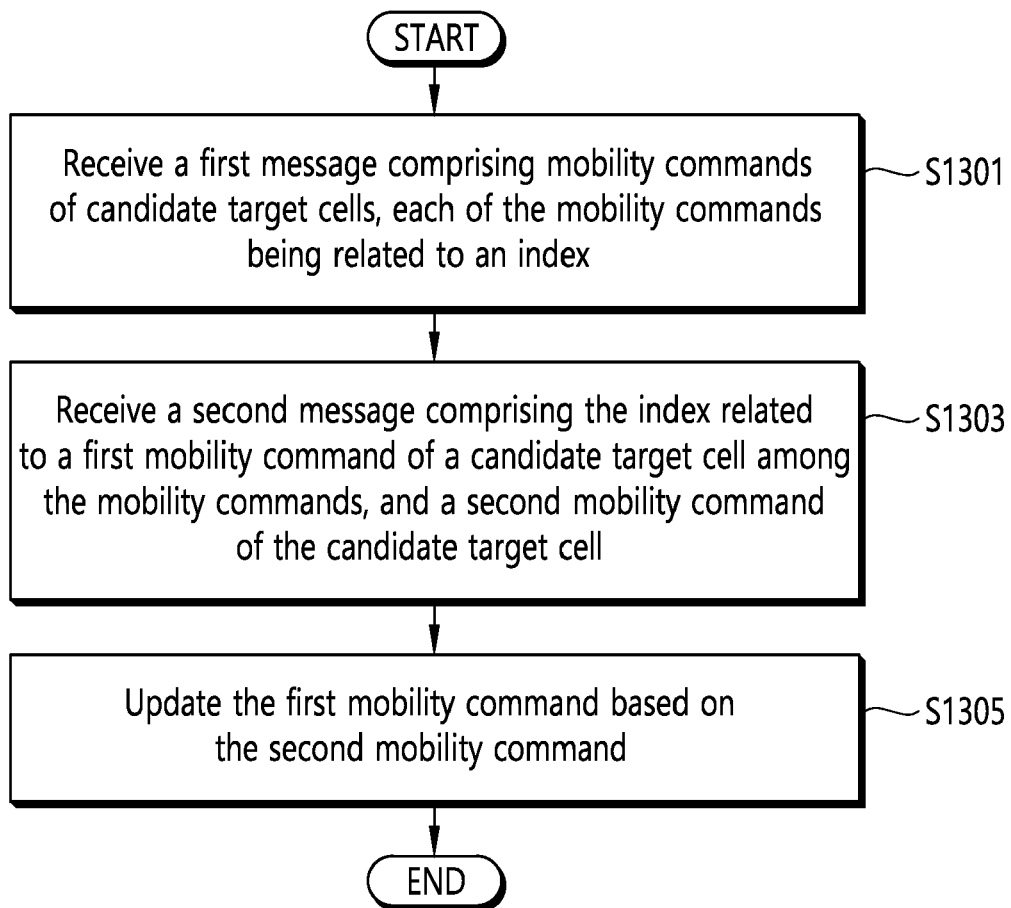 START
Receive a first message comprising mobility commands
of candidate target cells, each of the mobility commands
being related to an index
S1301
Receive a second message comprising the index related
to a first mobility command of a candidate target cell among
the mobility commands, and a second mobility command
of the candidate target cell
S1303
Update the first mobility command based on
the second mobility command
S1305
END